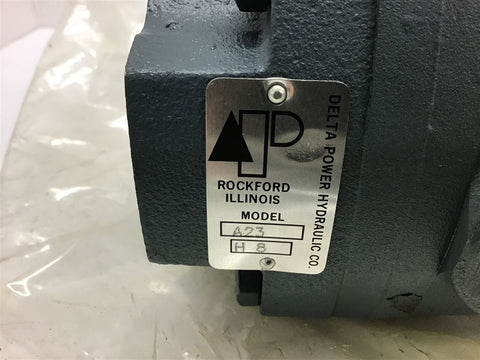 DELTA POWER HYDRAULIC CO.
ROCKFORD
ILLINOIS
MODEL
A23
H 8